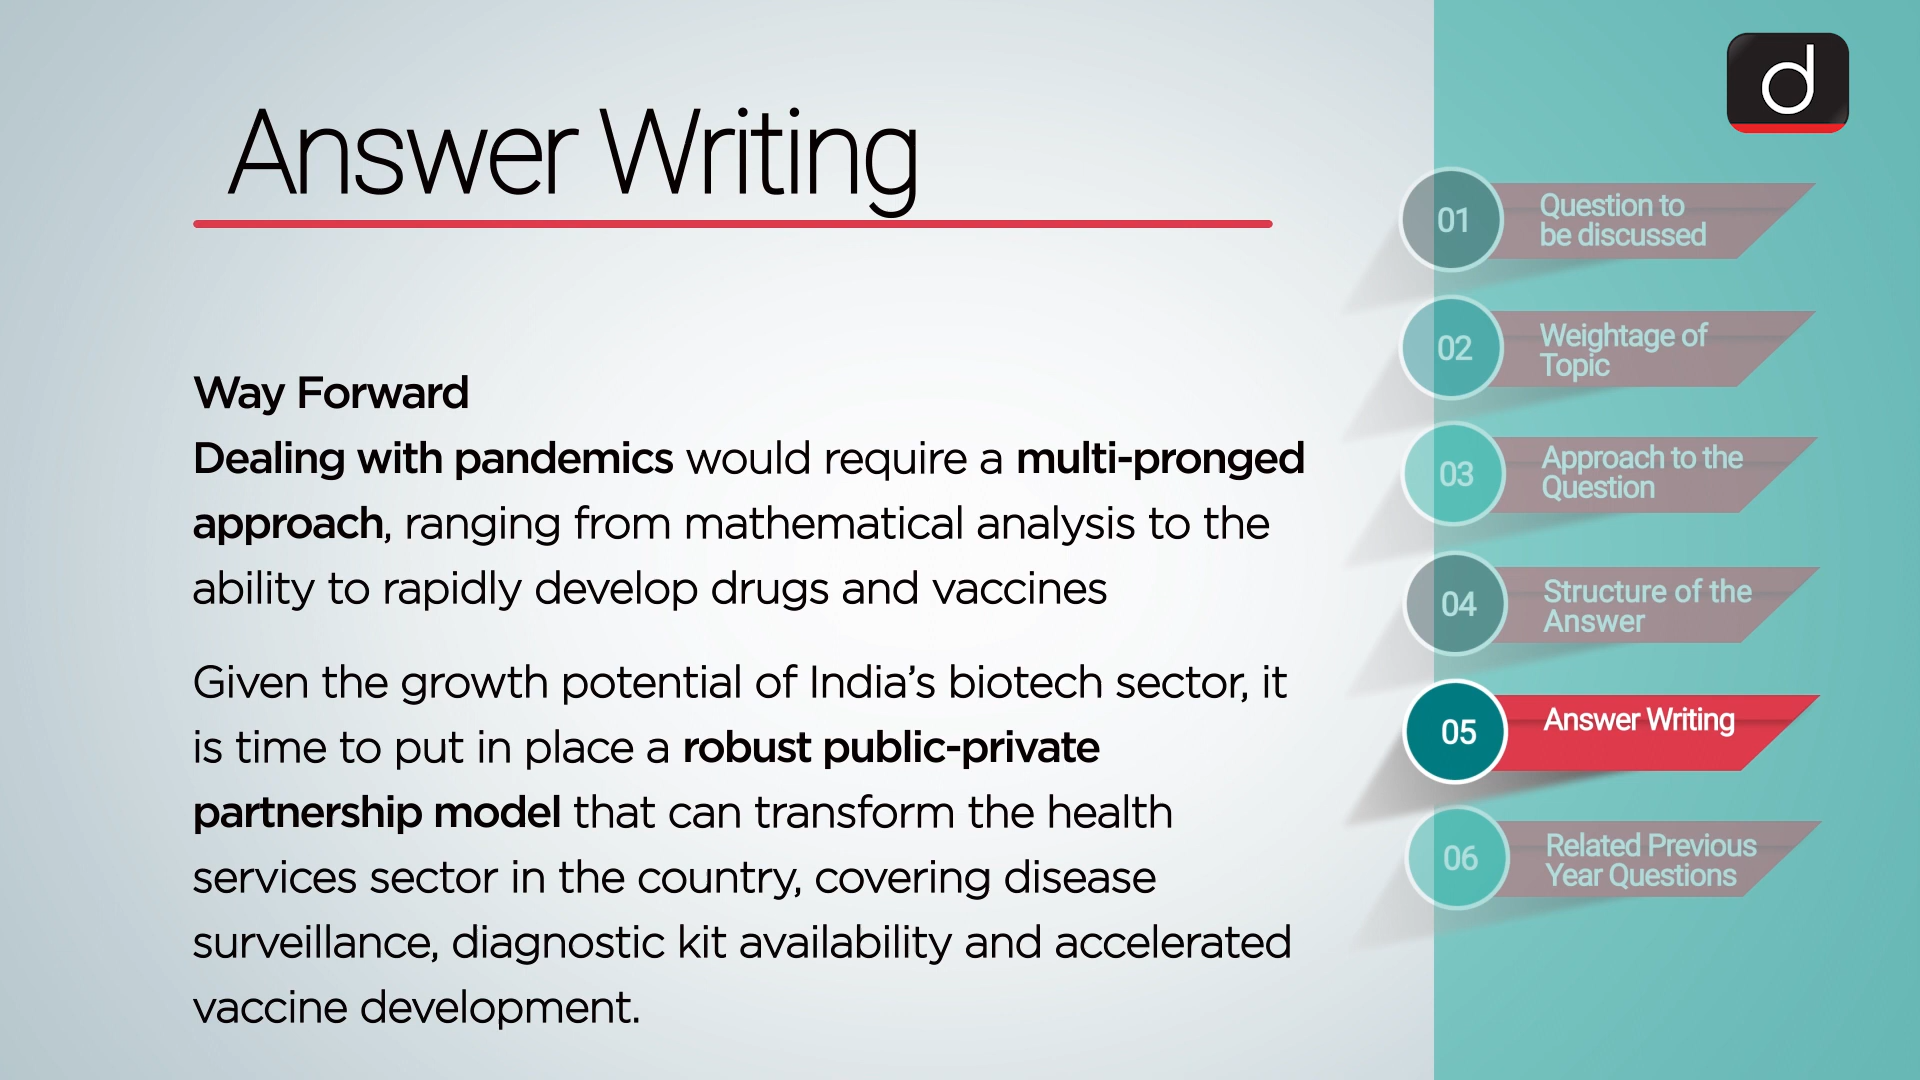 Answer Writing
Way Forward
Dealing with pandemics would require a multi-pronged
approach, ranging from mathematical analysis to the
ability to rapidly develop drugs and vaccines
Given the growth potential of India’s biotech sector, it
is time to put in place a robust public-private
partnership model that can transform the health
services sector in the country, covering disease
surveillance, diagnostic kit availability and accelerated
vaccine development.
d
01
Question to
be discussed
02
Weightage of
Topic
03
Approach to the
Question
04
Structure of the
Answer
05
Answer Writing
06
Related Previous
Year Questions